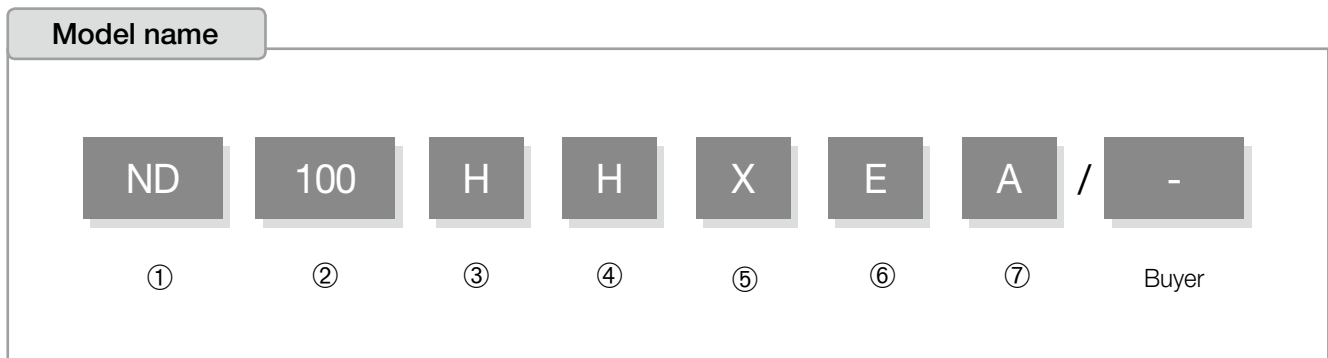 Model name
ND 100 H H X E A / -
① ② ③ ④ ⑤ ⑥ ⑦ Buyer